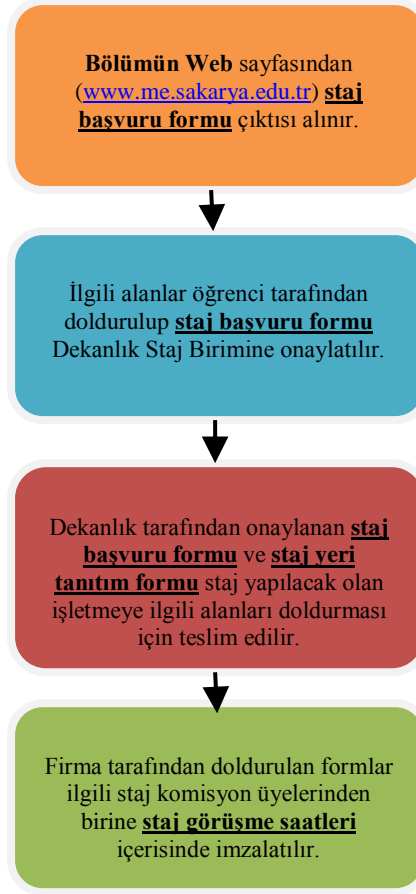 Bölümün Web sayfasından
(www.me.sakarya.edu.tr) staj
başvuru formu çıktısı alınır.
İlgili alanlar öğrenci tarafından
doldurulup staj başvuru formu
Dekanlık Staj Birimine onaylatılır.
Dekanlık tarafından onaylanan staj
başvuru formu ve staj yeri
tanıtım formu staj yapılacak olan
işletmeye ilgili alanları doldurması
için teslim edilir.
Firma tarafından doldurulan formlar
ilgili staj komisyon üyelerinden
birine staj görüşme saatleri
içerisinde imzalatılır.